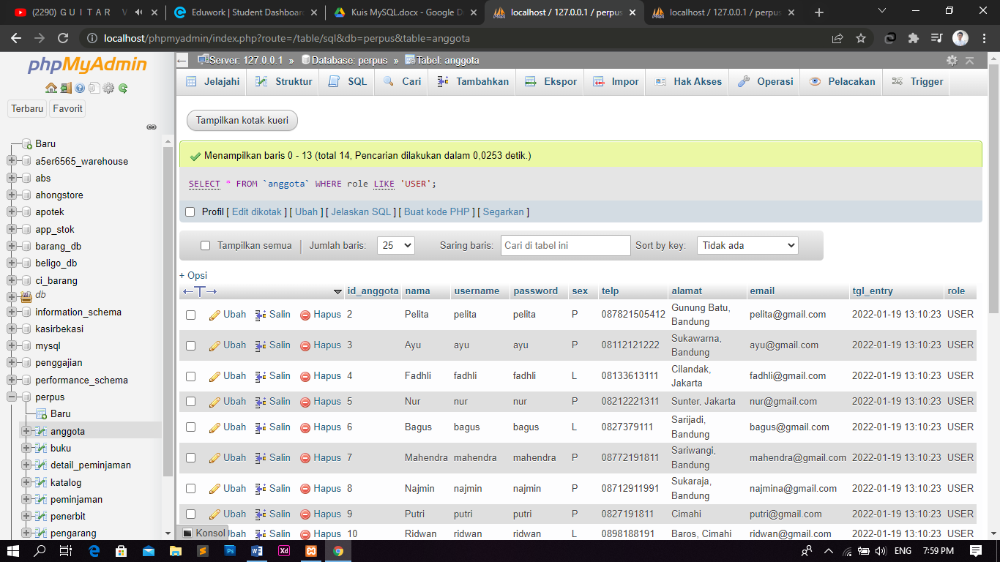 (2290) G U I T A R V
Eduwork | Student Dashboar
Kuis MySQL.docx - Google D
localhost / 127.0.0.1 / perpus
localhost / 127.0.0.1 / perpus
localhost/phpmyadmin/index.php?route=/table/sql&db=perpus&table=anggota
phpMyAdmin
Terbaru Favorit
Baru
a5er6565_warehouse
abs
ahongstore
apotek
app_stok
barang_db
beligo_db
ci_barang
db
information_schema
kasirbekasi
mysql
penggajian
performance_schema
perpus
Baru
anggota
buku
detail_peminjaman
katalog
peminjaman
penerbit
pengarang
Server: 127.0.0.1 » Database: perpus » Tabel: anggota
Jelajahi Struktur SQL Cari Tambahkan Ekspor Impor Hak Akses Operasi Pelacakan Trigger
Tampilkan kotak kueri
Menampilkan baris 0 - 13 (total 14, Pencarian dilakukan dalam 0,0253 detik.)
SELECT * FROM `anggota` WHERE role LIKE 'USER';
Profil [ Edit dikotak ] [ Ubah ] [ Jelaskan SQL ] [ Buat kode PHP ] [ Segarkan ]
Tampilkan semua | Jumlah baris: 25 Saring baris: Cari di tabel ini Sort by key: Tidak ada
+ Opsi
←T→ id_anggota nama username password sex telp alamat email tgl_entry role
Ubah Salin Hapus 2 Pelita pelita pelita P 087821505412 Gunung Batu, Bandung pelita@gmail.com 2022-01-19 13:10:23 USER
Ubah Salin Hapus 3 Ayu ayu ayu P 08112121222 Sukawarna, Bandung ayu@gmail.com 2022-01-19 13:10:23 USER
Ubah Salin Hapus 4 Fadhli fadhli fadhli L 08133613111 Cilandak, Jakarta fadhli@gmail.com 2022-01-19 13:10:23 USER
Ubah Salin Hapus 5 Nur nur nur P 08212221311 Sunter, Jakarta nur@gmail.com 2022-01-19 13:10:23 USER
Ubah Salin Hapus 6 Bagus bagus bagus L 0827379111 Sarijadi, Bandung bagus@gmail.com 2022-01-19 13:10:23 USER
Ubah Salin Hapus 7 Mahendra mahendra mahendra P 08772191811 Sariwangi, Bandung mahendra@gmail.com 2022-01-19 13:10:23 USER
Ubah Salin Hapus 8 Najmin najmin najmin P 08712911991 Sukaraja, Bandung najmina@gmail.com 2022-01-19 13:10:23 USER
Ubah Salin Hapus 9 Putri putri putri P 0827191811 Cimahi putri@gmail.com 2022-01-19 13:10:23 USER
Konsol Ubah Salin Hapus 10 Ridwan ridwan ridwan L 0898188191 Baros, Cimahi ridwan@gmail.com 2022-01-19 13:10:23 USER
ENG 7:59 PM